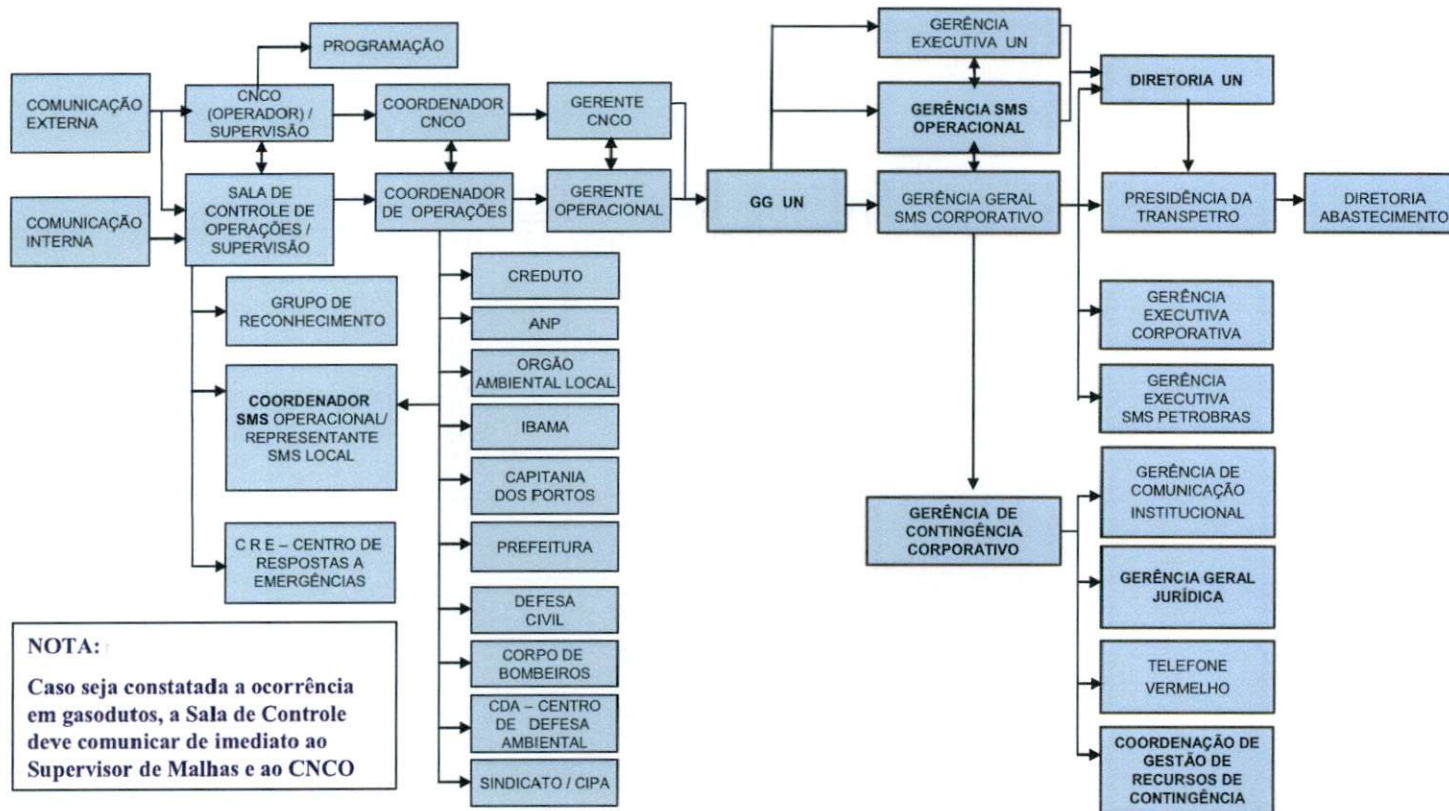 PROGRAMAÇÃO
COMUNICAÇÃO
EXTERNA
CNCO
(OPERADOR) /
SUPERVISÃO
COORDENADOR
CNCO
GERENTE
CNCO
GERÊNCIA
EXECUTIVA UN
GERÊNCIA SMS
OPERACIONAL
DIRETORIA UN
COMUNICAÇÃO
INTERNA
SALA DE
CONTROLE DE
OPERAÇÕES /
SUPERVISÃO
COORDENADOR
DE OPERAÇÕES
GERENTE
OPERACIONAL
GG UN
GERÊNCIA GERAL
SMS CORPORATIVO
PRESIDÊNCIA DA
TRANSPETRO
DIRETORIA
ABASTECIMENTO
GRUPO DE
RECONHECIMENTO
COORDENADOR
SMS OPERACIONAL/
REPRESENTANTE
SMS LOCAL
C R E – CENTRO DE
RESPOSTAS A
EMERGÊNCIAS
CREDUTO
ANP
ORGÃO
AMBIENTAL LOCAL
IBAMA
CAPITANIA
DOS PORTOS
PREFEITURA
DEFESA
CIVIL
CORPO DE
BOMBEIROS
CDA – CENTRO
DE DEFESA
AMBIENTAL
SINDICATO / CIPA
GERÊNCIA
EXECUTIVA
CORPORATIVA
GERÊNCIA
EXECUTIVA
SMS PETROBRAS
GERÊNCIA DE
CONTINGÊNCIA
CORPORATIVO
GERÊNCIA DE
COMUNICAÇÃO
INSTITUCIONAL
GERÊNCIA GERAL
JURÍDICA
TELEFONE
VERMELHO
COORDENAÇÃO DE
GESTÃO DE
RECURSOS DE
CONTINGÊNCIA
NOTA:
Caso seja constatada a ocorrência
em gasodutos, a Sala de Controle
deve comunicar de imediato ao
Supervisor de Malhas e ao CNCO